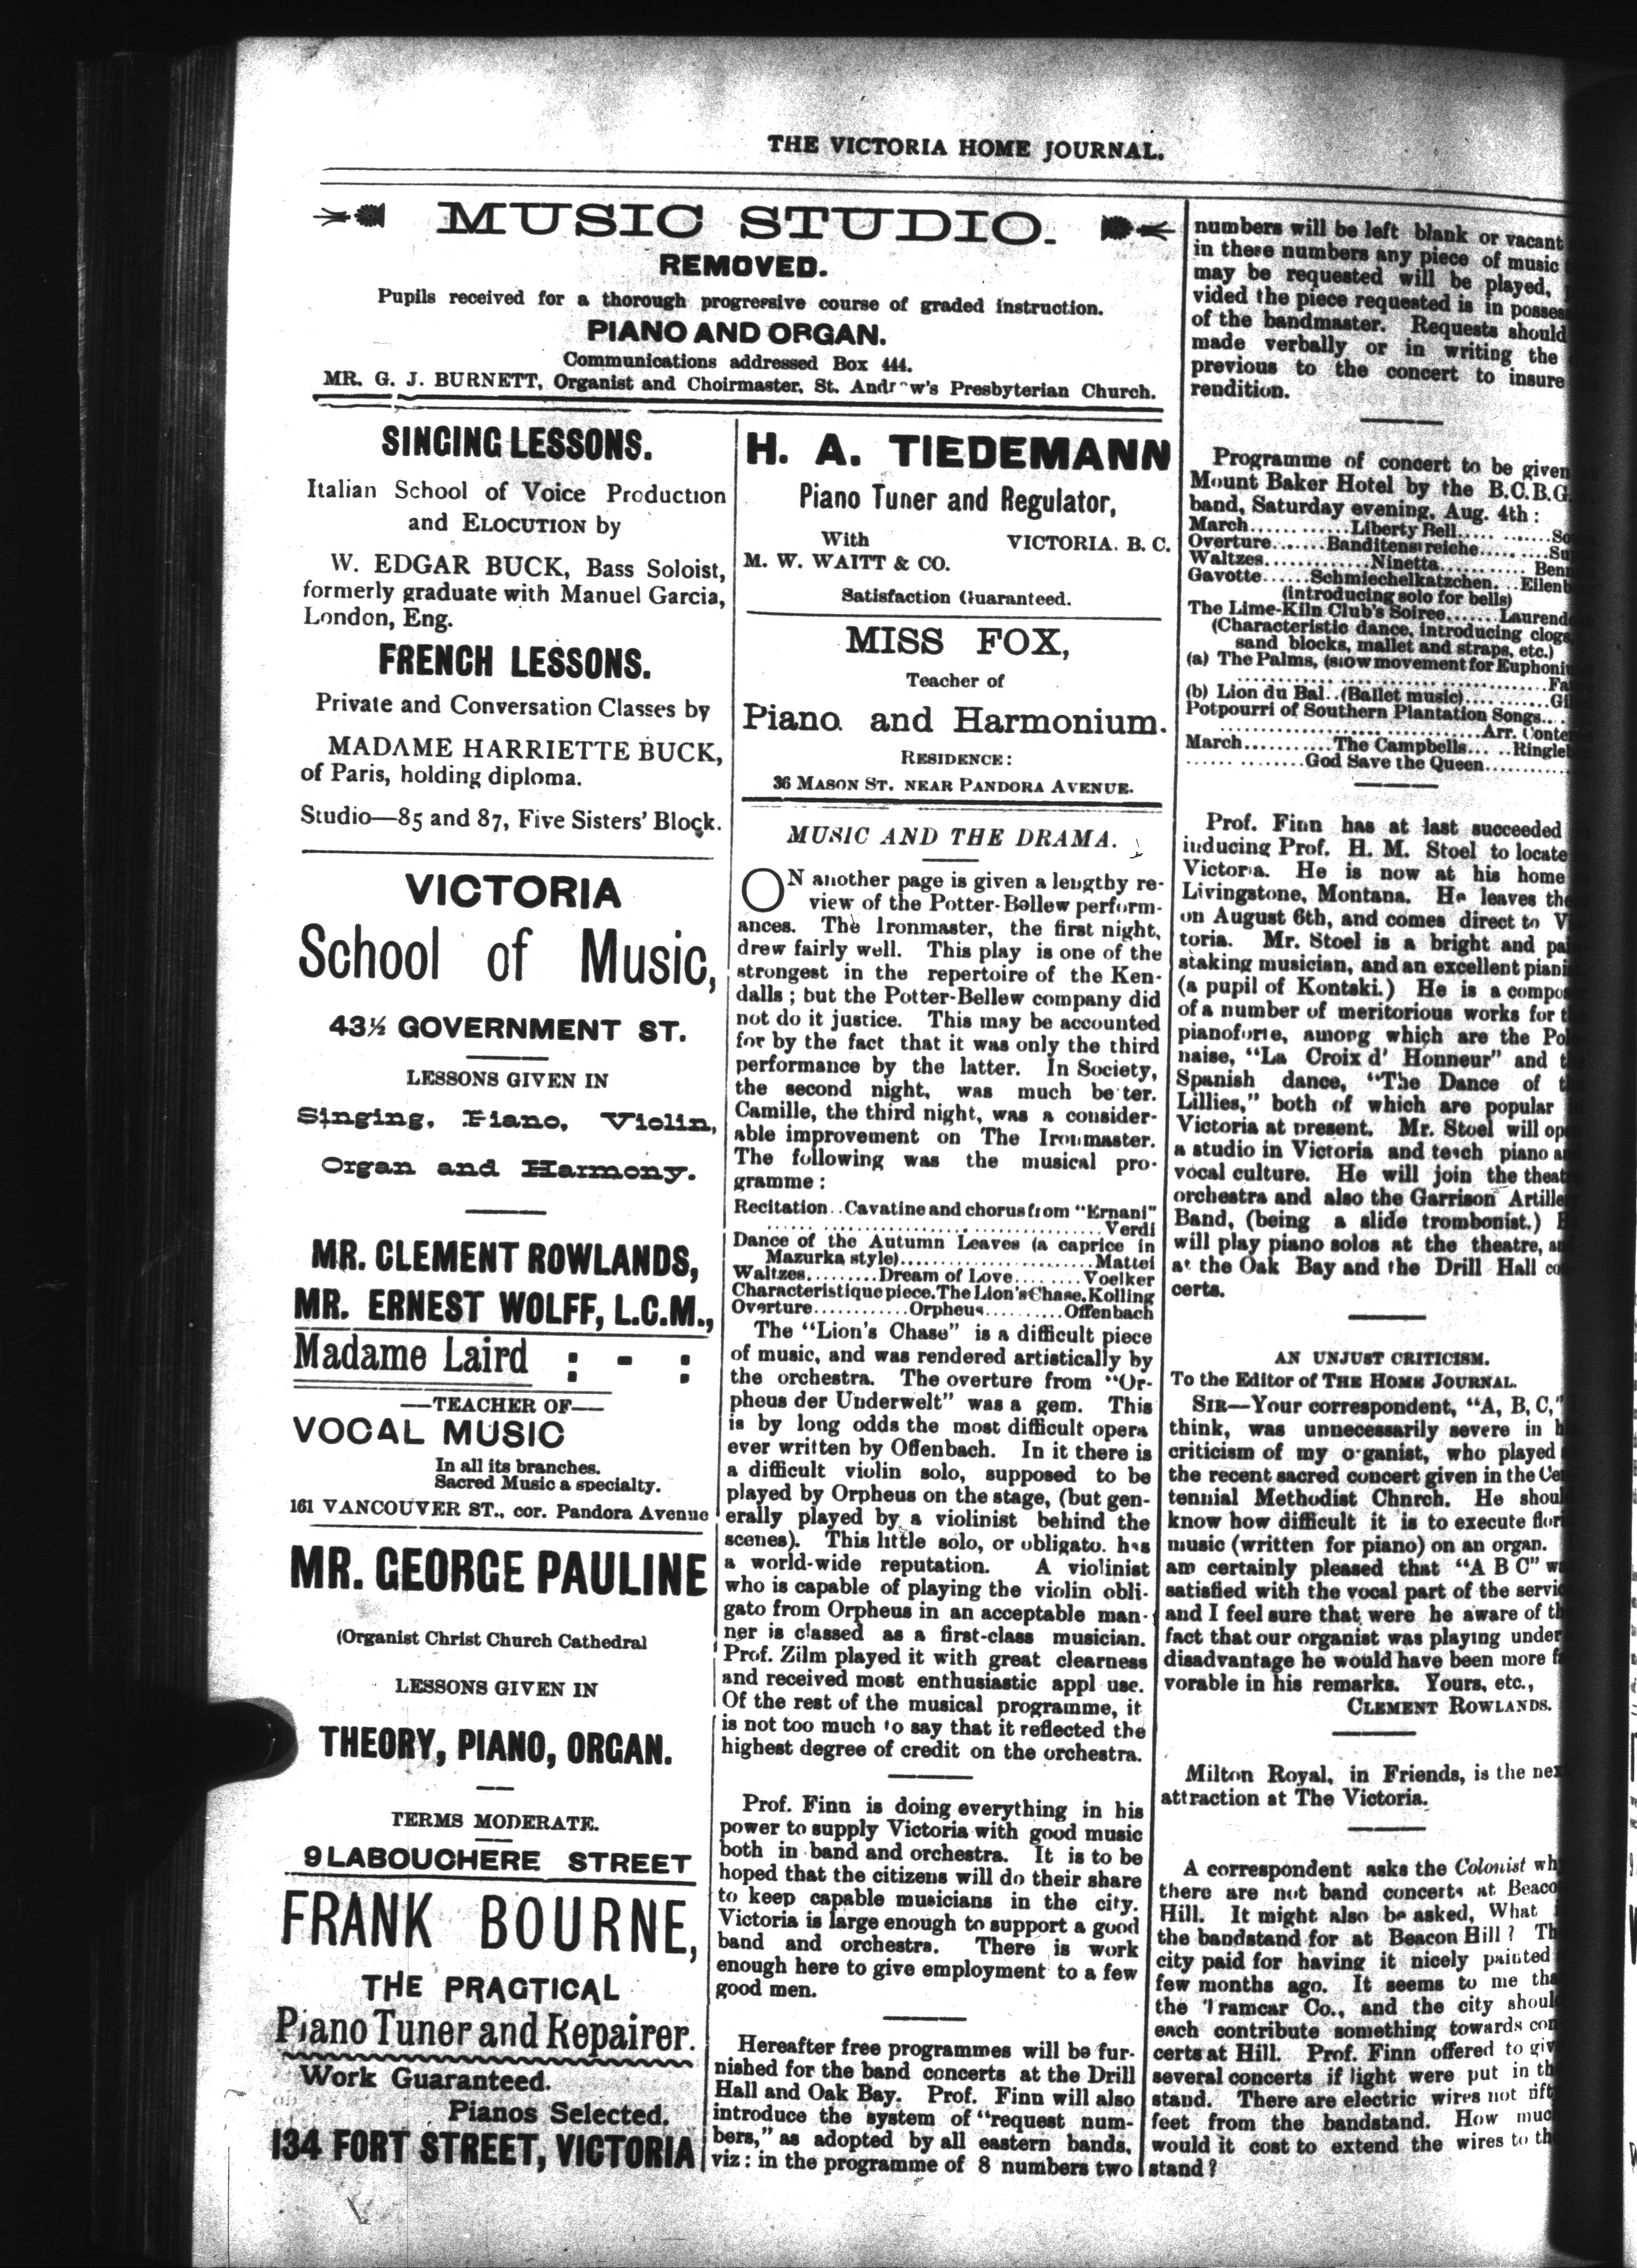 THE VICTORIA HOME JOURNAL.
MUSIC STUDIO.
REMOVED.
Pupils received for a thorough progressive course of graded instruction.
PIANO AND ORGAN.
Communications addressed Box 444.
MR. G. J. BURNETT, Organist and Choirmaster, St. Andr w's Presbyterian Church.
SINGING LESSONS.
Italian School of Voice Production
and ELOCUTION by
W. EDGAR BUCK, Bass Soloist,
formerly graduate with Manuel Garcia,
London, Eng.
FRENCH LESSONS.
Private and Conversation Classes by
MADAME HARRIETTE BUCK,
of Paris, holding diploma.
Studio—85 and 87, Five Sisters' Block.
VICTORIA
School of Music,
43½ GOVERNMENT ST.
LESSONS GIVEN IN
Singing, Piano, Violin,
Organ and Harmony.
MR. CLEMENT ROWLANDS,
MR. ERNEST WOLFF, L.C.M.,
Madame Laird : - :
—TEACHER OF—
VOCAL MUSIC
In all its branches.
Sacred Music a specialty.
161 VANCOUVER ST., cor. Pandora Avenue
MR. GEORGE PAULINE
(Organist Christ Church Cathedral
LESSONS GIVEN IN
THEORY, PIANO, ORGAN.
TERMS MODERATE.
9 LABOUCHERE STREET
FRANK BOURNE,
THE PRACTICAL
Piano Tuner and Repairer.
Work Guaranteed.
Pianos Selected.
134 FORT STREET, VICTORIA
H. A. TIEDEMANN
Piano Tuner and Regulator,
With VICTORIA. B. C.
M. W. WAITT & CO.
Satisfaction Guaranteed.
MISS FOX,
Teacher of
Piano and Harmonium.
RESIDENCE:
36 MASON ST. NEAR PANDORA AVENUE.
MUSIC AND THE DRAMA.
ON another page is given a lengthy re-
view of the Potter-Bellew perform-
ances. The Ironmaster, the first night,
drew fairly well. This play is one of the
strongest in the repertoire of the Ken-
dalls; but the Potter-Bellew company did
not do it justice. This may be accounted
for by the fact that it was only the third
performance by the latter. In Society,
the second night, was much be ter.
Camille, the third night, was a consider-
able improvement on The Ironmaster.
The following was the musical pro-
gramme:
Recitation..Cavatine and chorus from "Ernani"
..........Verdi
Dance of the Autumn Leaves (a caprice in
Mazurka style)..........Mattei
Waltzes.........Dream of Love........Voelker
Characteristique piece.The Lion's Chase.Kolling
Overture...........Orpheus.........Offenbach
The "Lion's Chase" is a difficult piece
of music, and was rendered artistically by
the orchestra. The overture from "Or-
pheus der Underwelt" was a gem. This
is by long odds the most difficult opera
ever written by Offenbach. In it there is
a difficult violin solo, supposed to be
played by Orpheus on the stage, (but gen-
erally played by a violinist behind the
scenes). This little solo, or obligato. has
a world-wide reputation. A violinist
who is capable of playing the violin obli-
gato from Orpheus in an acceptable man-
ner is classed as a first-class musician.
Prof. Zilm played it with great clearness
and received most enthusiastic appl use.
Of the rest of the musical programme, it
is not too much to say that it reflected the
highest degree of credit on the orchestra.
Prof. Finn is doing everything in his
power to supply Victoria with good music
both in band and orchestra. It is to be
hoped that the citizens will do their share
to keep capable musicians in the city.
Victoria is large enough to support a good
band and orchestra. There is work
enough here to give employment to a few
good men.
Hereafter free programmes will be fur-
nished for the band concerts at the Drill
Hall and Oak Bay. Prof. Finn will also
introduce the system of "request num-
bers," as adopted by all eastern bands,
viz: in the programme of 8 numbers two
numbers will be left blank or vacant
in these numbers any piece of music
may be requested will be played,
vided the piece requested is in posses
of the bandmaster. Requests should
made verbally or in writing the
previous to the concert to insure
rendition.
Programme of concert to be given
Mount Baker Hotel by the B.C.B.G.
band, Saturday evening, Aug. 4th:
March............Liberty Bell...........So
Overture.......Banditenstreiche.........Su
Waltzes............Ninetta............Benn
Gavotte......Schmiechelkatzchen...Eilenb
(introducing solo for bells)
The Lime-Kiln Club's Soiree.......Laurend
(Characteristic dance, introducing clogs,
sand blocks, mallet and straps, etc.)
(a) The Palms, (slow movement for Euphoniu
..........Fa
(b) Lion du Bal..(Ballet music)..........Gi
Potpourri of Southern Plantation Songs....
..........Arr. Conte
March..........The Campbells.....Ringle
..........God Save the Queen..........
Prof. Finn has at last succeeded
inducing Prof. H. M. Stoel to locate
Victoria. He is now at his home
Livingstone, Montana. He leaves the
on August 6th, and comes direct to V
toria. Mr. Stoel is a bright and pai
staking musician, and an excellent piani
(a pupil of Kontski.) He is a compo
of a number of meritorious works for t
pianoforte, among which are the Pol
naise, "La Croix d' Honneur" and t
Spanish dance, "The Dance of t
Lillies," both of which are popular
Victoria at present. Mr. Stoel will op
a studio in Victoria and teach piano a
vocal culture. He will join the theat
orchestra and also the Garrison Artille
Band, (being a slide trombonist.)
will play piano solos at the theatre, a
at the Oak Bay and the Drill Hall co
certs.
AN UNJUST CRITICISM.
To the Editor of THE HOME JOURNAL.
SIR—Your correspondent, "A, B, C,"
think, was unnecessarily severe in h
criticism of my organist, who played
the recent sacred concert given in the Ce
tennial Methodist Chnrch. He shoul
know how difficult it is to execute flor
music (written for piano) on an organ.
am certainly pleased that "A B C" w
satisfied with the vocal part of the servic
and I feel sure that were he aware of th
fact that our organist was playing under
disadvantage he would have been more f
vorable in his remarks. Yours, etc.,
CLEMENT ROWLANDS.
Milton Royal, in Friends, is the nex
attraction at The Victoria.
A correspondent asks the Colonist wh
there are not band concerts at Beaco
Hill. It might also be asked, What
the bandstand for at Beacon Hill? Th
city paid for having it nicely painted
few months ago. It seems to me tha
the Tramcar Co., and the city shoul
each contribute something towards con
certs at Hill. Prof. Finn offered to giv
several concerts if light were put in th
stand. There are electric wires not fift
feet from the bandstand. How muc
would it cost to extend the wires to th
stand?